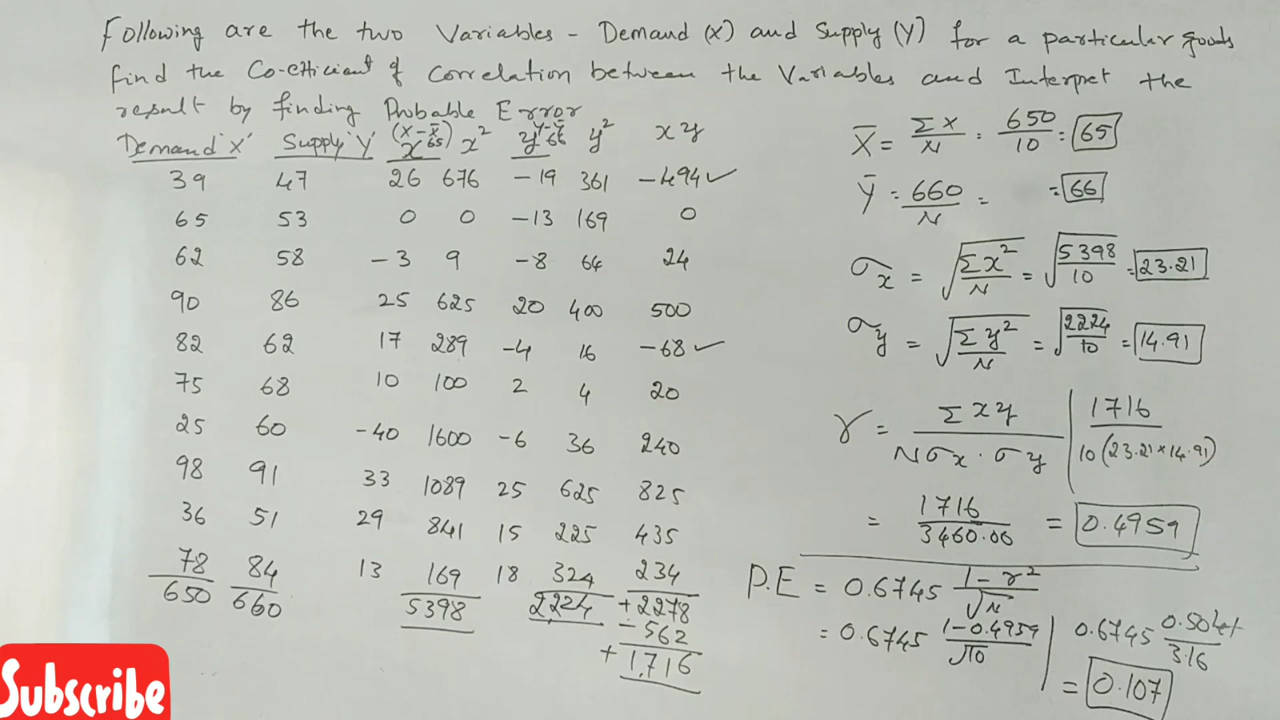 Following are the two Variables - Demand (X) and Supply (Y) for a particular goods
find the Co-efficient of Correlation between the Variables and Interpret the
result by finding Probable Error
Demand 'X' Supply 'Y' (X-X̄) 65 x x² Y-Ȳ 66 y y² xy
39 47 26 676 -19 361 -494 ✓
65 53 0 0 -13 169 0
62 58 -3 9 -8 64 24
90 86 25 625 20 400 500
82 62 17 289 -4 16 -68 ✓
75 68 10 100 2 4 20
25 60 -40 1600 -6 36 240
98 91 33 1089 25 625 825
36 51 29 841 15 225 435
78 84 13 169 18 324 234
650 660 5398 2224 +2278
-562
+1,716
X̄ = ΣX/N = 650/10 = 65
Ȳ = 660/N = = 66
σx = √Σx²/N = √5398/10 = 23.21
σy = √Σy²/N = √2224/10 = 14.91
r = Σxy/Nσx·σy | 1716/10(23.21×14.91)
= 1716/3460.06 = 0.4959
P.E = 0.6745 1-r²/√N
= 0.6745 1-0.4959/√10 | 0.6745 0.5041/3.16
= 0.107
Subscribe